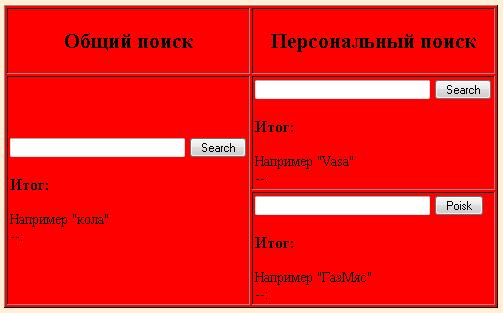 Общий поиск
Персональный поиск
Search
Итог:
Например "кола"
--:
Search
Итог:
Например "Vasa"
--:
Poisk
Итог:
Например "ГазМяс"
--: